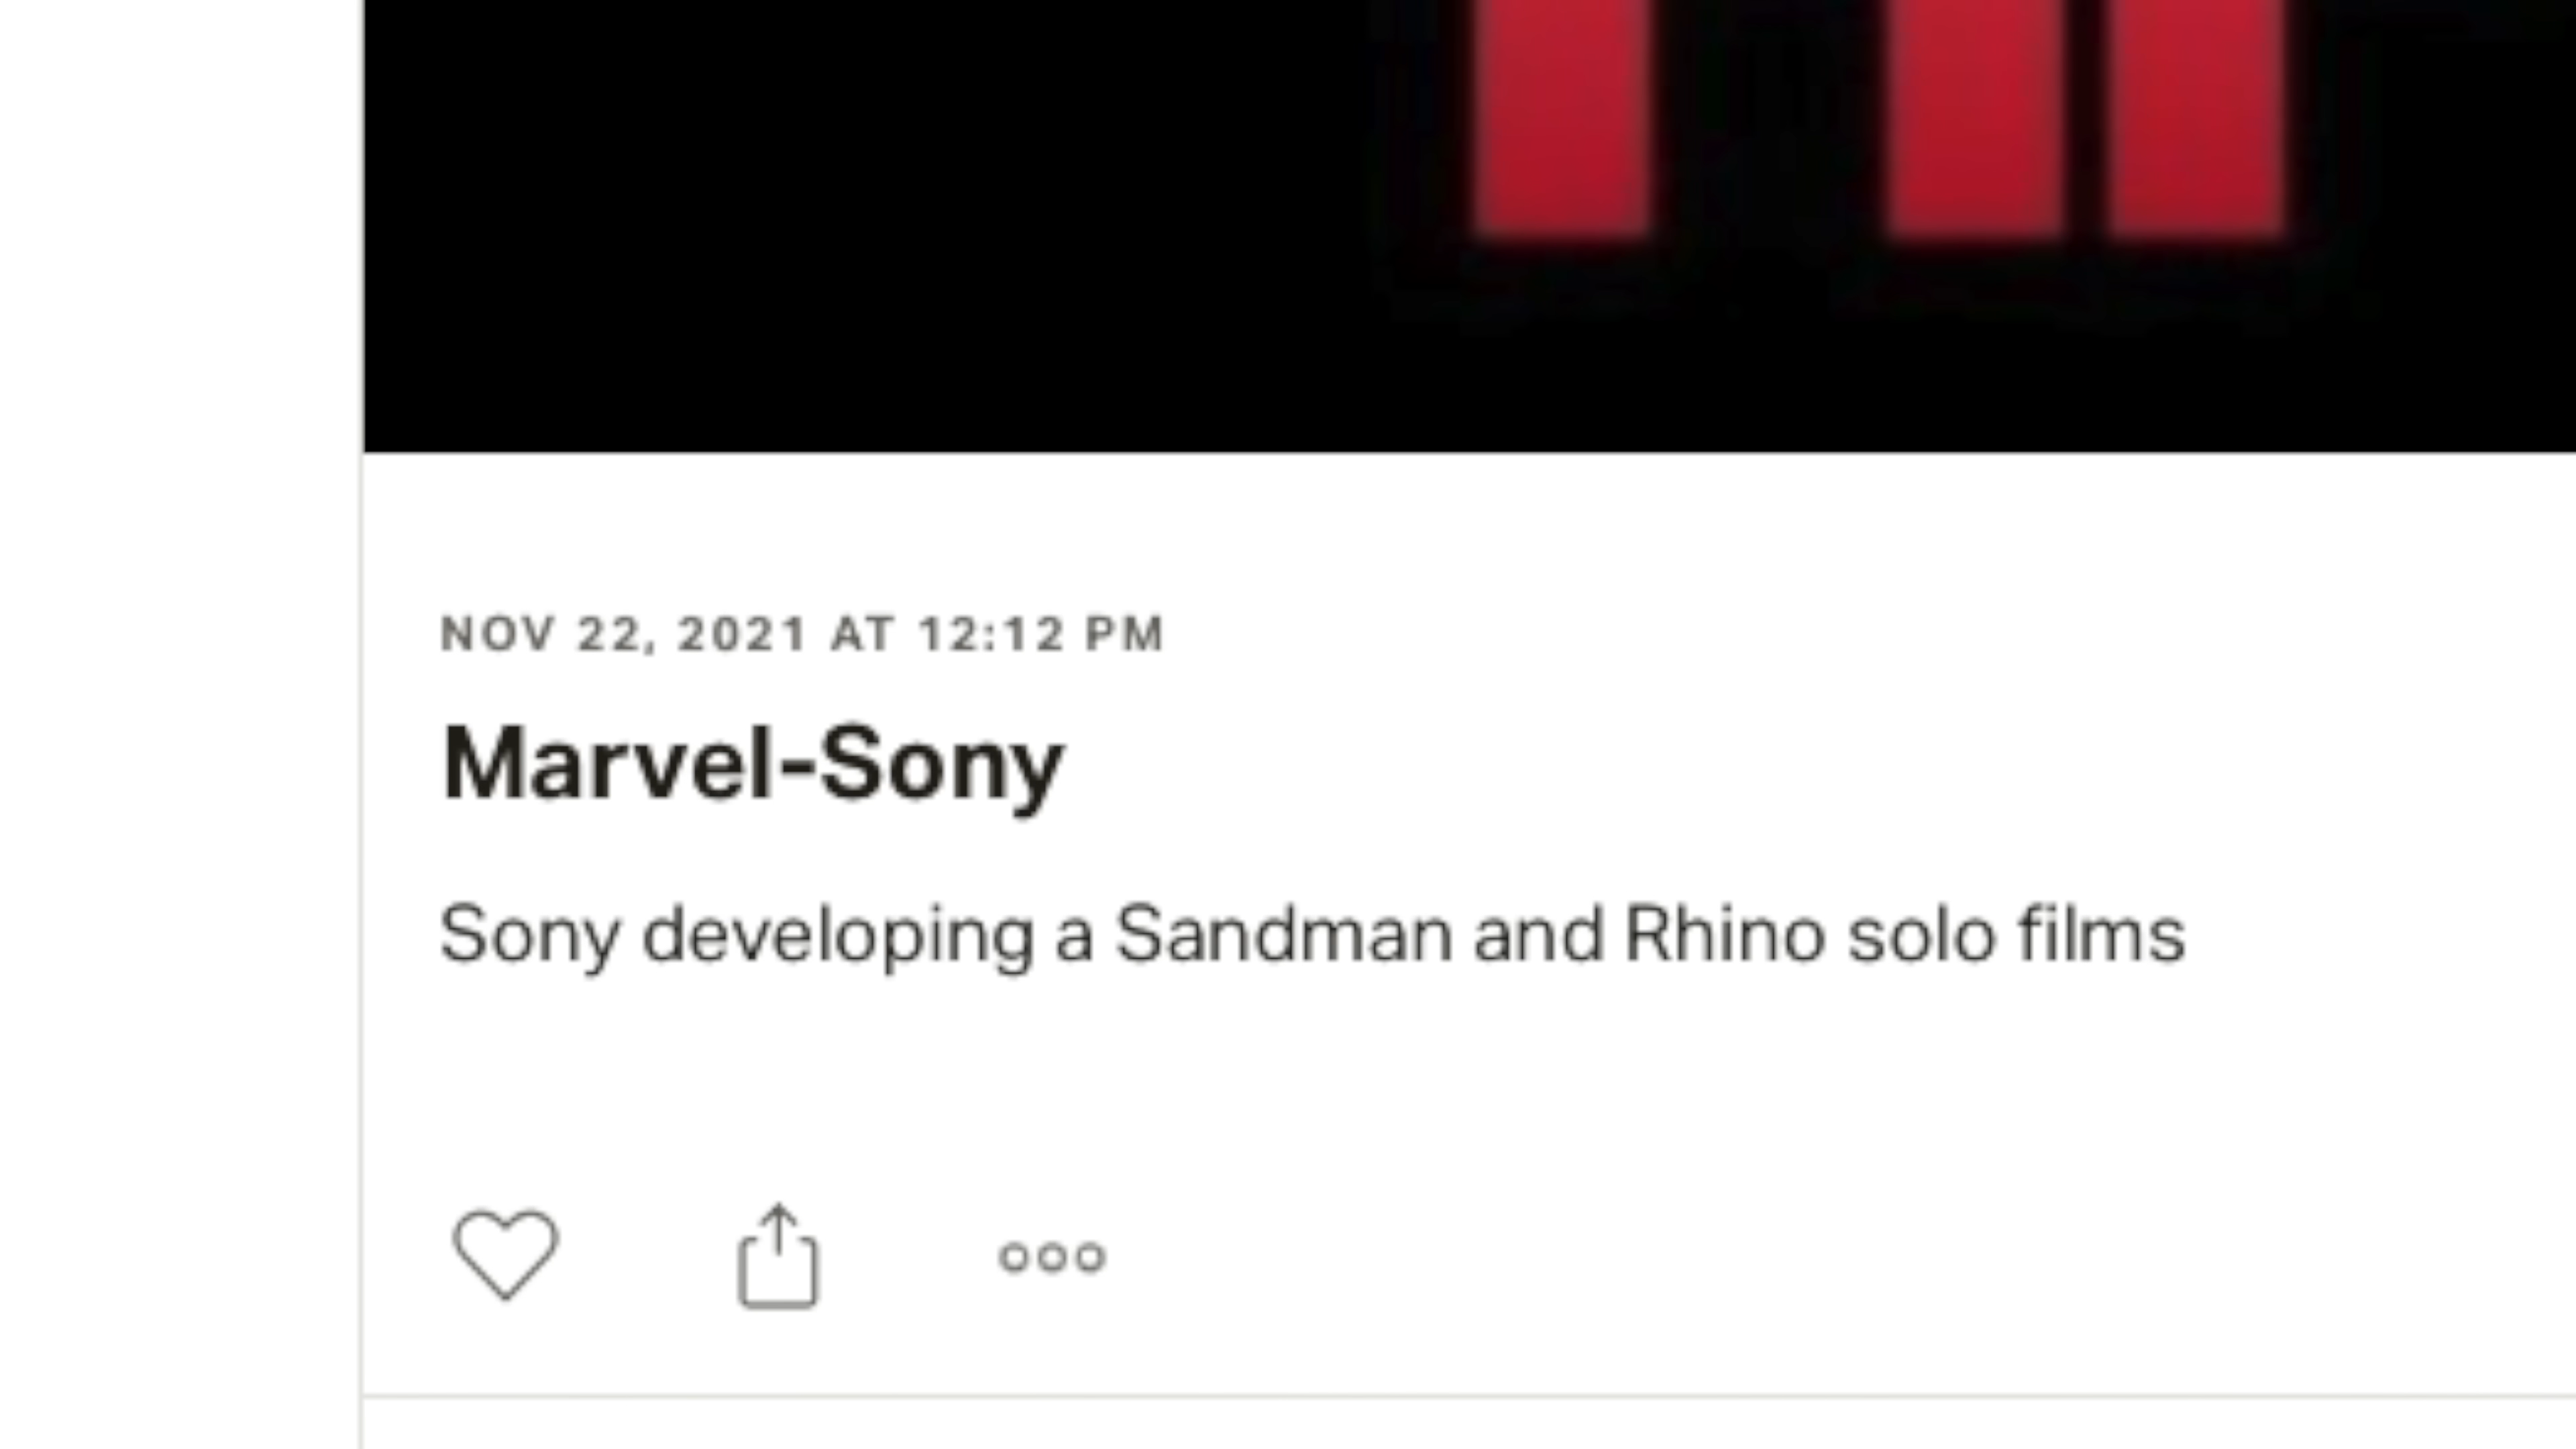 NOV 22, 2021 AT 12:12 PM
Marvel-Sony
Sony developing a Sandman and Rhino solo films